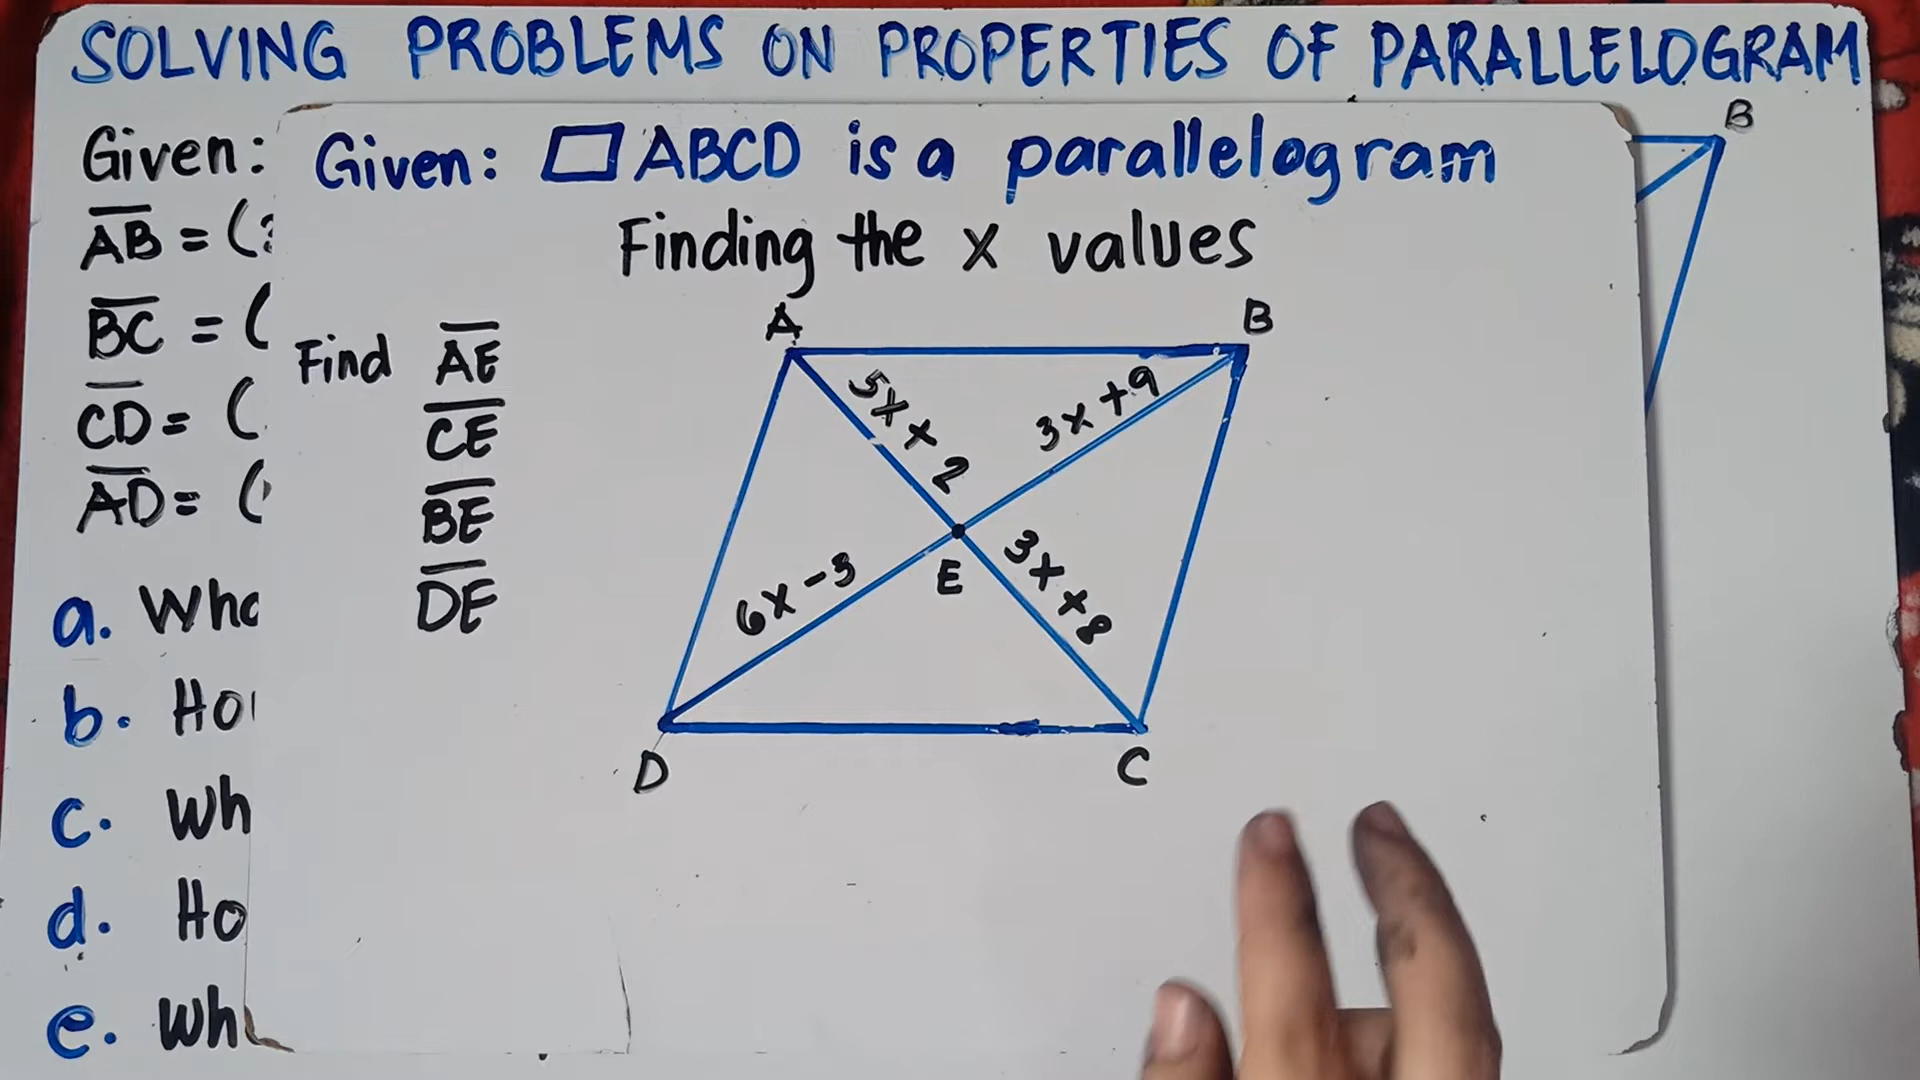 SOLVING PROBLEMS ON PROPERTIES OF PARALLELOGRAM
Given:
AB = (
BC = (
CD = (
AD = (
a. Wha
b. Ho
c. Wh
d. Ho
e. Wh
B
Given: ▱ABCD is a parallelogram
Finding the x values
Find AE
CE
BE
DE
A
B
5x + 2
3x + 9
E
6x - 3
3x + 8
D
C